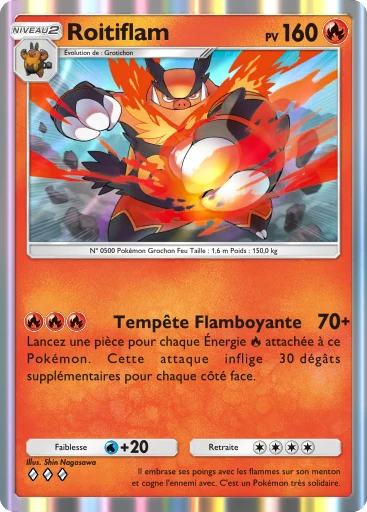 NIVEAU2
Roitiflam
PV 160
Évolution de : Grotichon
N° 0500 Pokémon Grochon Feu Taille : 1,6 m Poids : 150,0 kg
Tempête Flamboyante 70+
Lancez une pièce pour chaque Énergie attachée à ce
Pokémon. Cette attaque inflige 30 dégâts
supplémentaires pour chaque côté face.
Faiblesse +20
Retraite
Illus. Shin Nagasawa
Il embrase ses poings avec les flammes sur son menton
et cogne l'ennemi avec. C'est un Pokémon très solidaire.